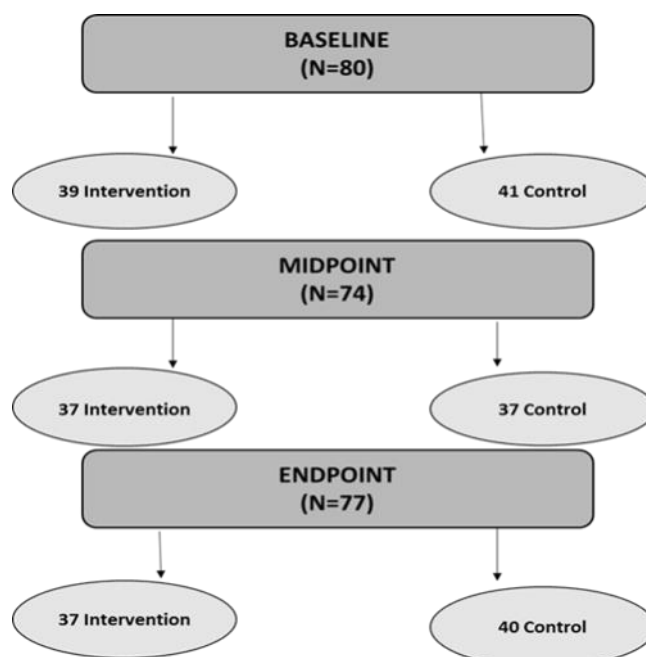 BASELINE
(N=80)
39 Intervention
41 Control
MIDPOINT
(N=74)
37 Intervention
37 Control
ENDPOINT
(N=77)
37 Intervention
40 Control